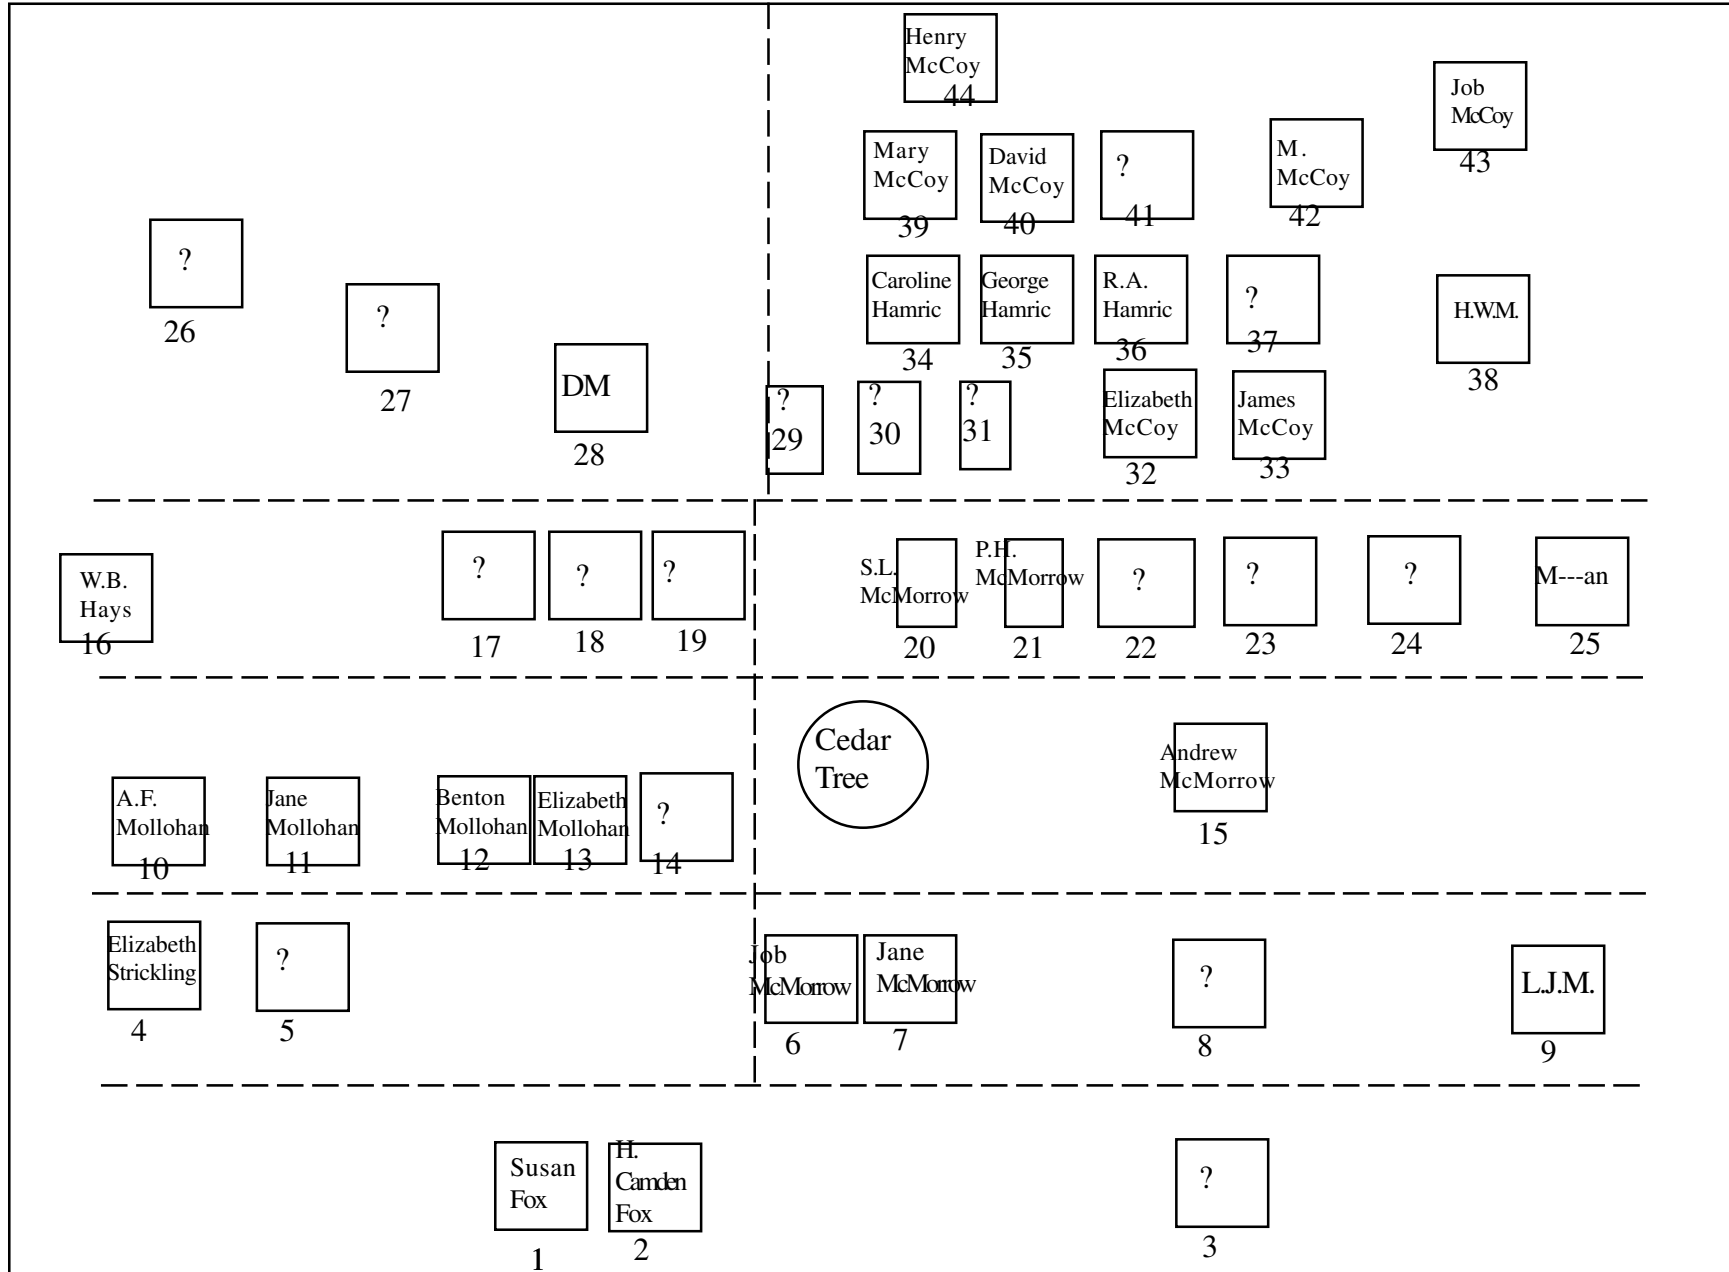 Henry
McCoy
44
Job
McCoy
43
Mary
McCoy
39
David
McCoy
40
?
41
M.
McCoy
42
?
26
?
27
DM
28
Caroline
Hamric
34
George
Hamric
35
R.A.
Hamric
36
?
37
H.W.M.
38
?
29
?
30
?
31
Elizabeth
McCoy
32
James
McCoy
33
W.B.
Hays
16
?
17
?
18
?
19
S.L.
McMorrow
20
P.H.
McMorrow
21
?
22
?
23
?
24
M---an
25
A.F.
Mollohan
10
Jane
Mollohan
11
Benton
Mollohan
12
Elizabeth
Mollohan
13
?
14
Cedar
Tree
Andrew
McMorrow
15
Elizabeth
Strickling
4
?
5
Job
McMorrow
6
Jane
McMorrow
7
?
8
L.J.M.
9
Susan
Fox
1
H.
Camden
Fox
2
?
3